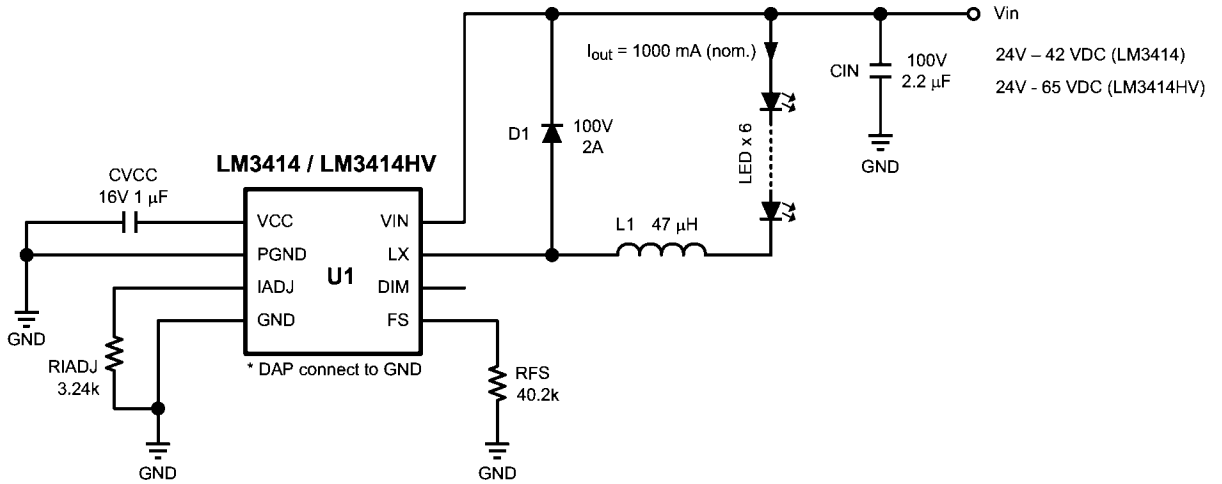 Vin
Iout = 1000 mA (nom.)
24V – 42 VDC (LM3414)
24V - 65 VDC (LM3414HV)
CIN
100V
2.2 μF
GND
LED x 6
D1
100V
2A
LM3414 / LM3414HV
CVCC
16V 1 μF
VCC
PGND
IADJ
GND
U1
VIN
LX
DIM
FS
L1 47 μH
GND
RIADJ
3.24k
* DAP connect to GND
RFS
40.2k
GND
GND